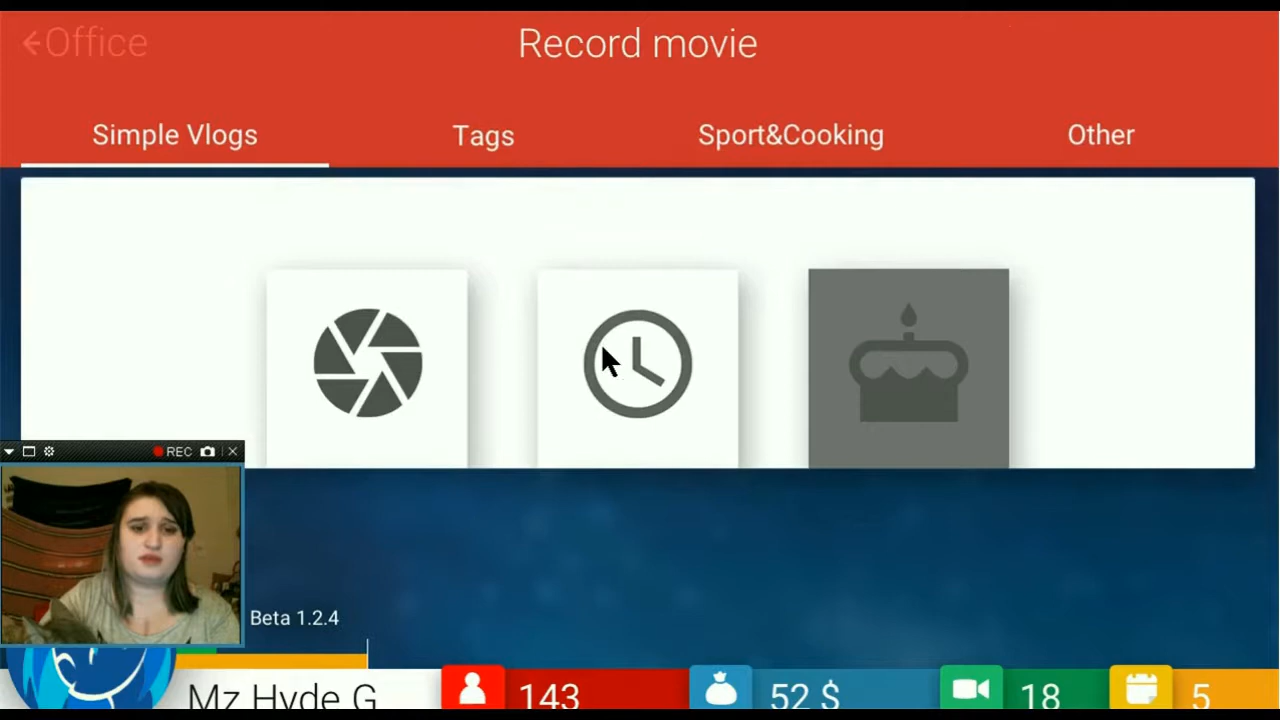 ←Office
Record movie
Simple Vlogs
Tags
Sport&Cooking
Other
REC
Beta 1.2.4
Mz Hyde G
143
52 $
18
5